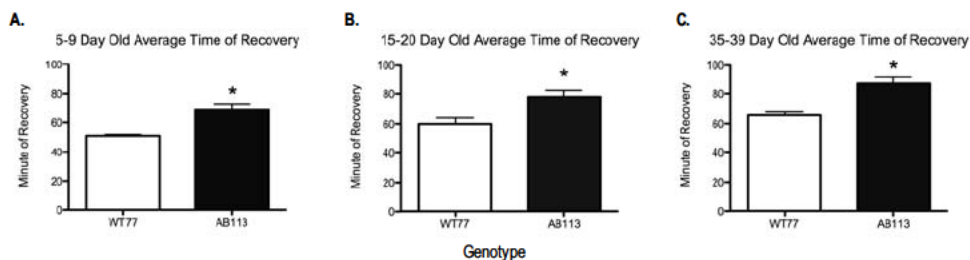 A.
5-9 Day Old Average Time of Recovery
Minute of Recovery
100
80
60
40
20
0
*
WT77
AB113
B.
15-20 Day Old Average Time of Recovery
Minute of Recovery
100
80
60
40
20
0
*
WT77
AB113
C.
35-39 Day Old Average Time of Recovery
Minute of Recovery
100
80
60
40
20
0
*
WT77
AB113
Genotype